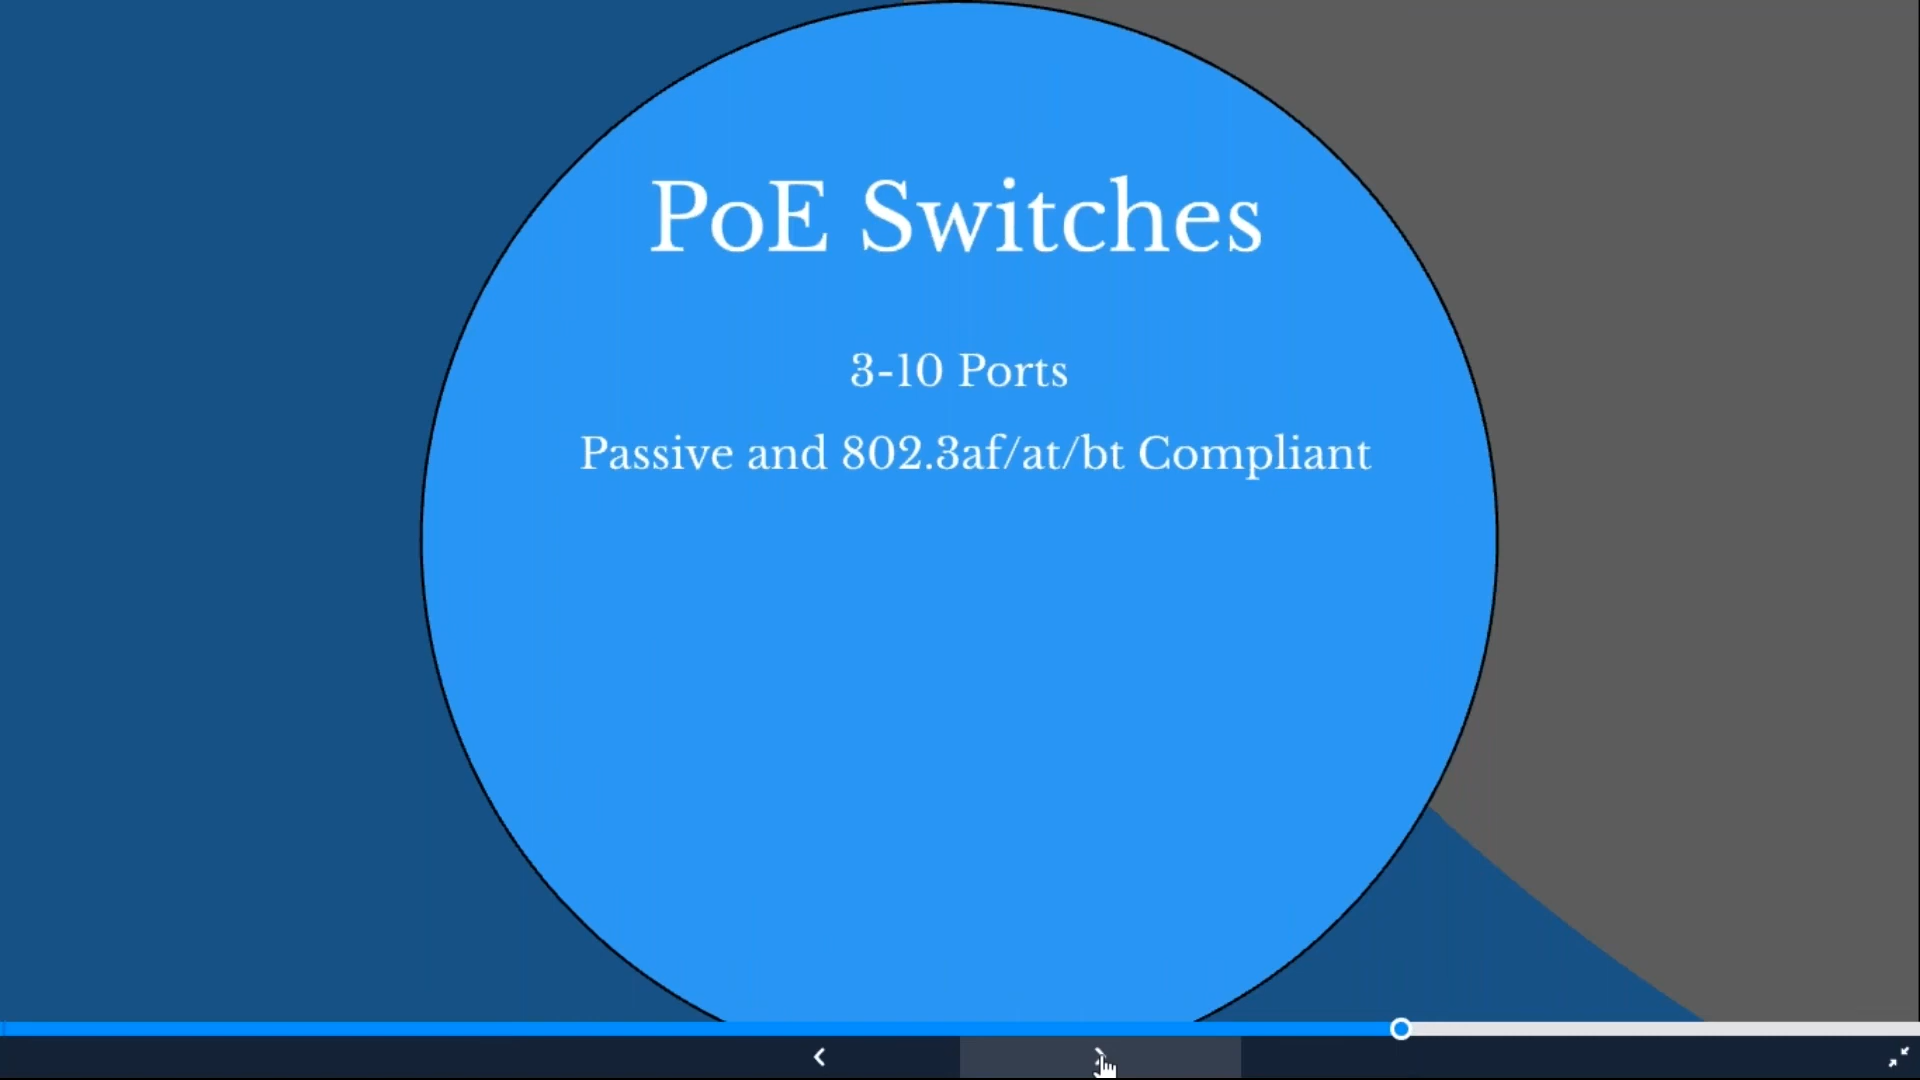 PoE Switches
3-10 Ports
Passive and 802.3af/at/bt Compliant